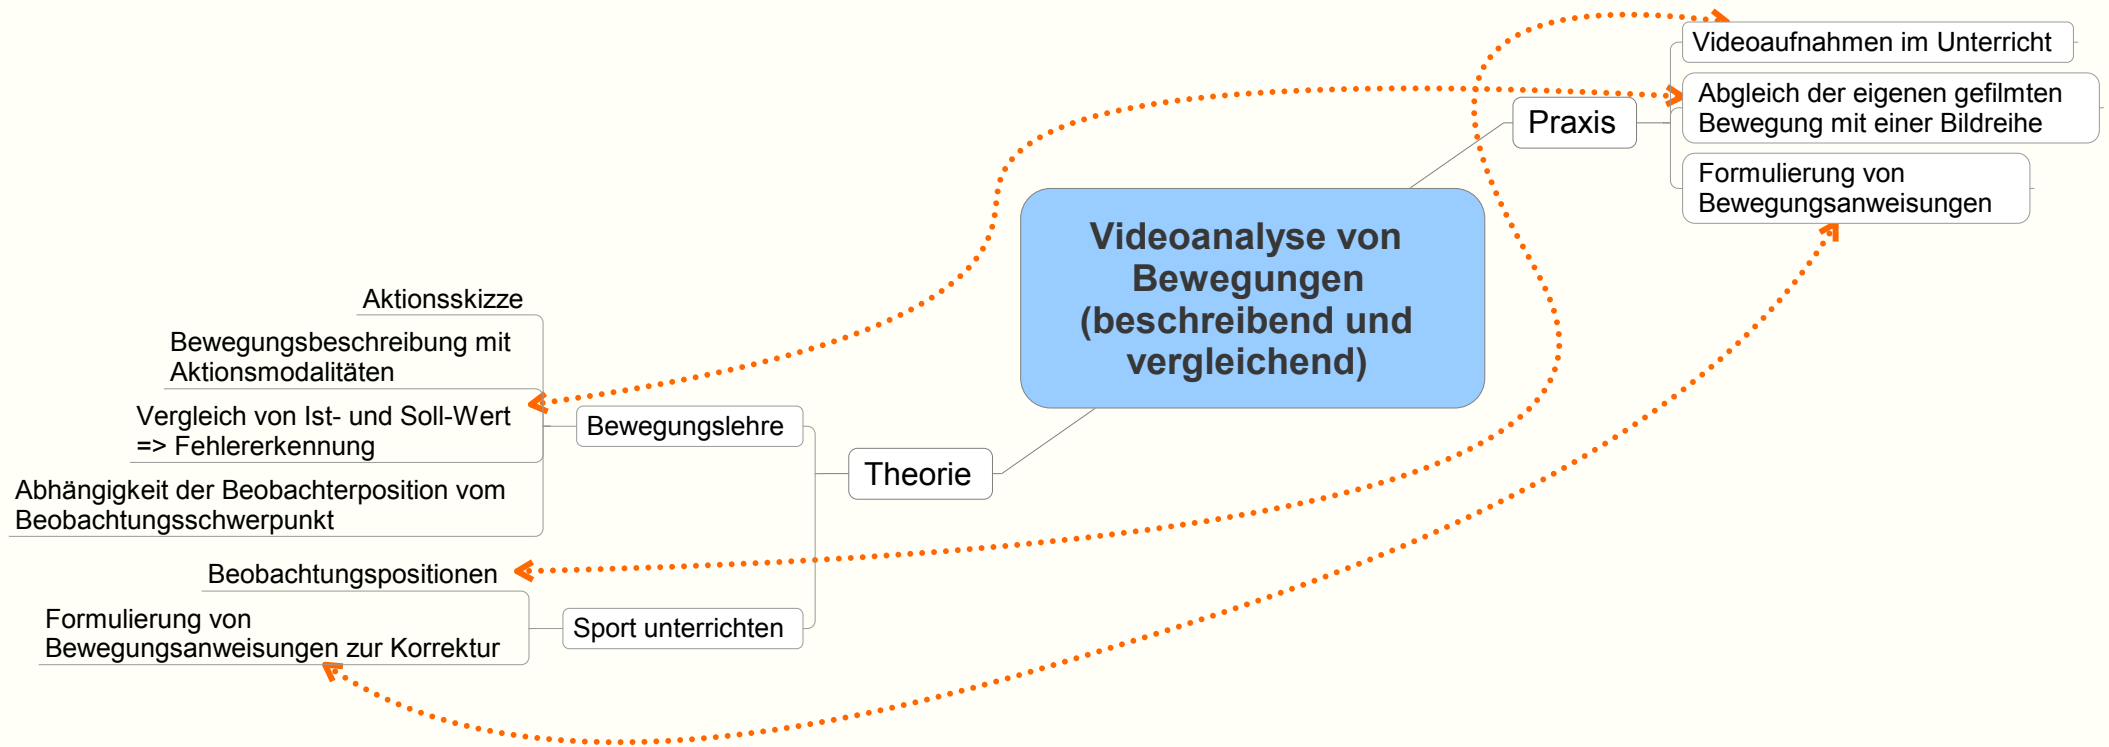 Videoaufnahmen im Unterricht
Abgleich der eigenen gefilmten
Bewegung mit einer Bildreihe
Praxis
Formulierung von
Bewegungsanweisungen
Videoanalyse von
Bewegungen
(beschreibend und
vergleichend)
Aktionsskizze
Bewegungsbeschreibung mit
Aktionsmodalitäten
Vergleich von Ist- und Soll-Wert
=> Fehlererkennung
Bewegungslehre
Abhängigkeit der Beobachterposition vom
Beobachtungsschwerpunkt
Theorie
Beobachtungspositionen
Formulierung von
Bewegungsanweisungen zur Korrektur
Sport unterrichten